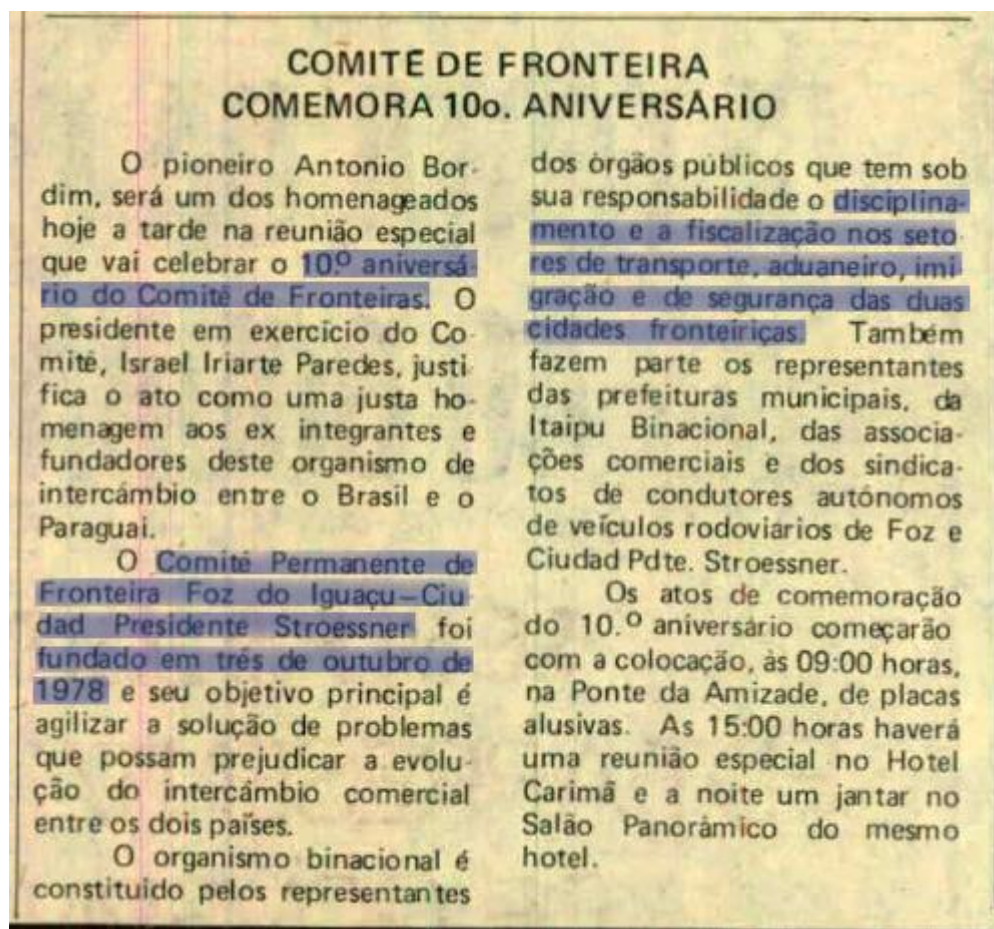 COMITÉ DE FRONTEIRA
COMEMORA 10o. ANIVERSÁRIO
O pioneiro Antonio Bor-
dim, será um dos homenageados
hoje a tarde na reunião especial
que vai celebrar o 10.º aniversá-
rio do Comité de Fronteiras. O
presidente em exercício do Co-
mité, Israel Iriarte Paredes, justi
fica o ato como uma justa ho-
menagem aos ex integrantes e
fundadores deste organismo de
intercámbio entre o Brasil e o
Paraguai.
O Comité Permanente de
Fronteira Foz do Iguaçu—Ciu
dad Presidente Stroessner foi
fundado em trés de outubro de
1978 e seu objetivo principal é
agilizar a solução de problemas
que possam prejudicar a evolu-
ção do intercámbio comercial
entre os dois países.
O organismo binacional é
constituido pelos representantes
dos órgãos públicos que tem sob
sua responsabilidade o disciplina-
mento e a fiscalização nos seto-
res de transporte, aduaneiro, imi
gração e de segurança das duas
cidades fronteiriças. Também
fazem parte os representantes
das prefeituras municipais, da
Itaipu Binacional, das associa-
ções comerciais e dos sindica-
tos de condutores autónomos
de veículos rodoviarios de Foz e
Ciudad Pdte. Stroessner.
Os atos de comemoração
do 10.º aniversário começarão
com a colocação, às 09:00 horas,
na Ponte da Amizade, de placas
alusivas. As 15:00 horas haverá
uma reunião especial no Hotel
Carimã e a noite um jantar no
Salão Panorâmico do mesmo
hotel.